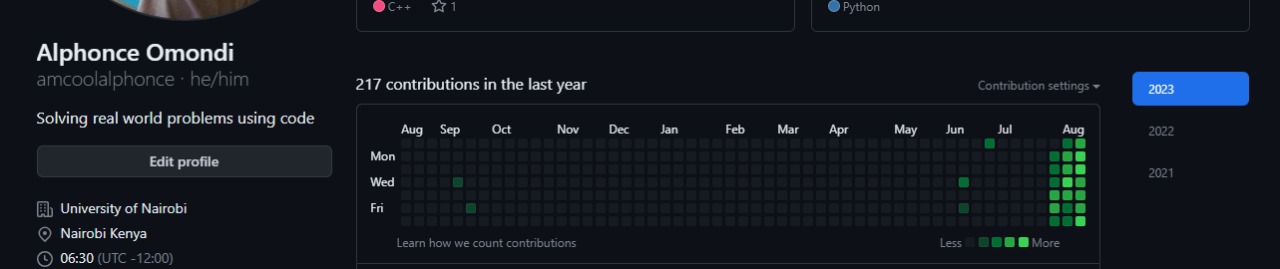 C++ 1
Python
Alphonce Omondi
amcoolalphonce · he/him
Solving real world problems using code
Edit profile
University of Nairobi
Nairobi Kenya
06:30 (UTC -12:00)
217 contributions in the last year
Contribution settings
Aug Sep Oct Nov Dec Jan Feb Mar Apr May Jun Jul Aug
Mon
Wed
Fri
Learn how we count contributions
Less More
2023
2022
2021